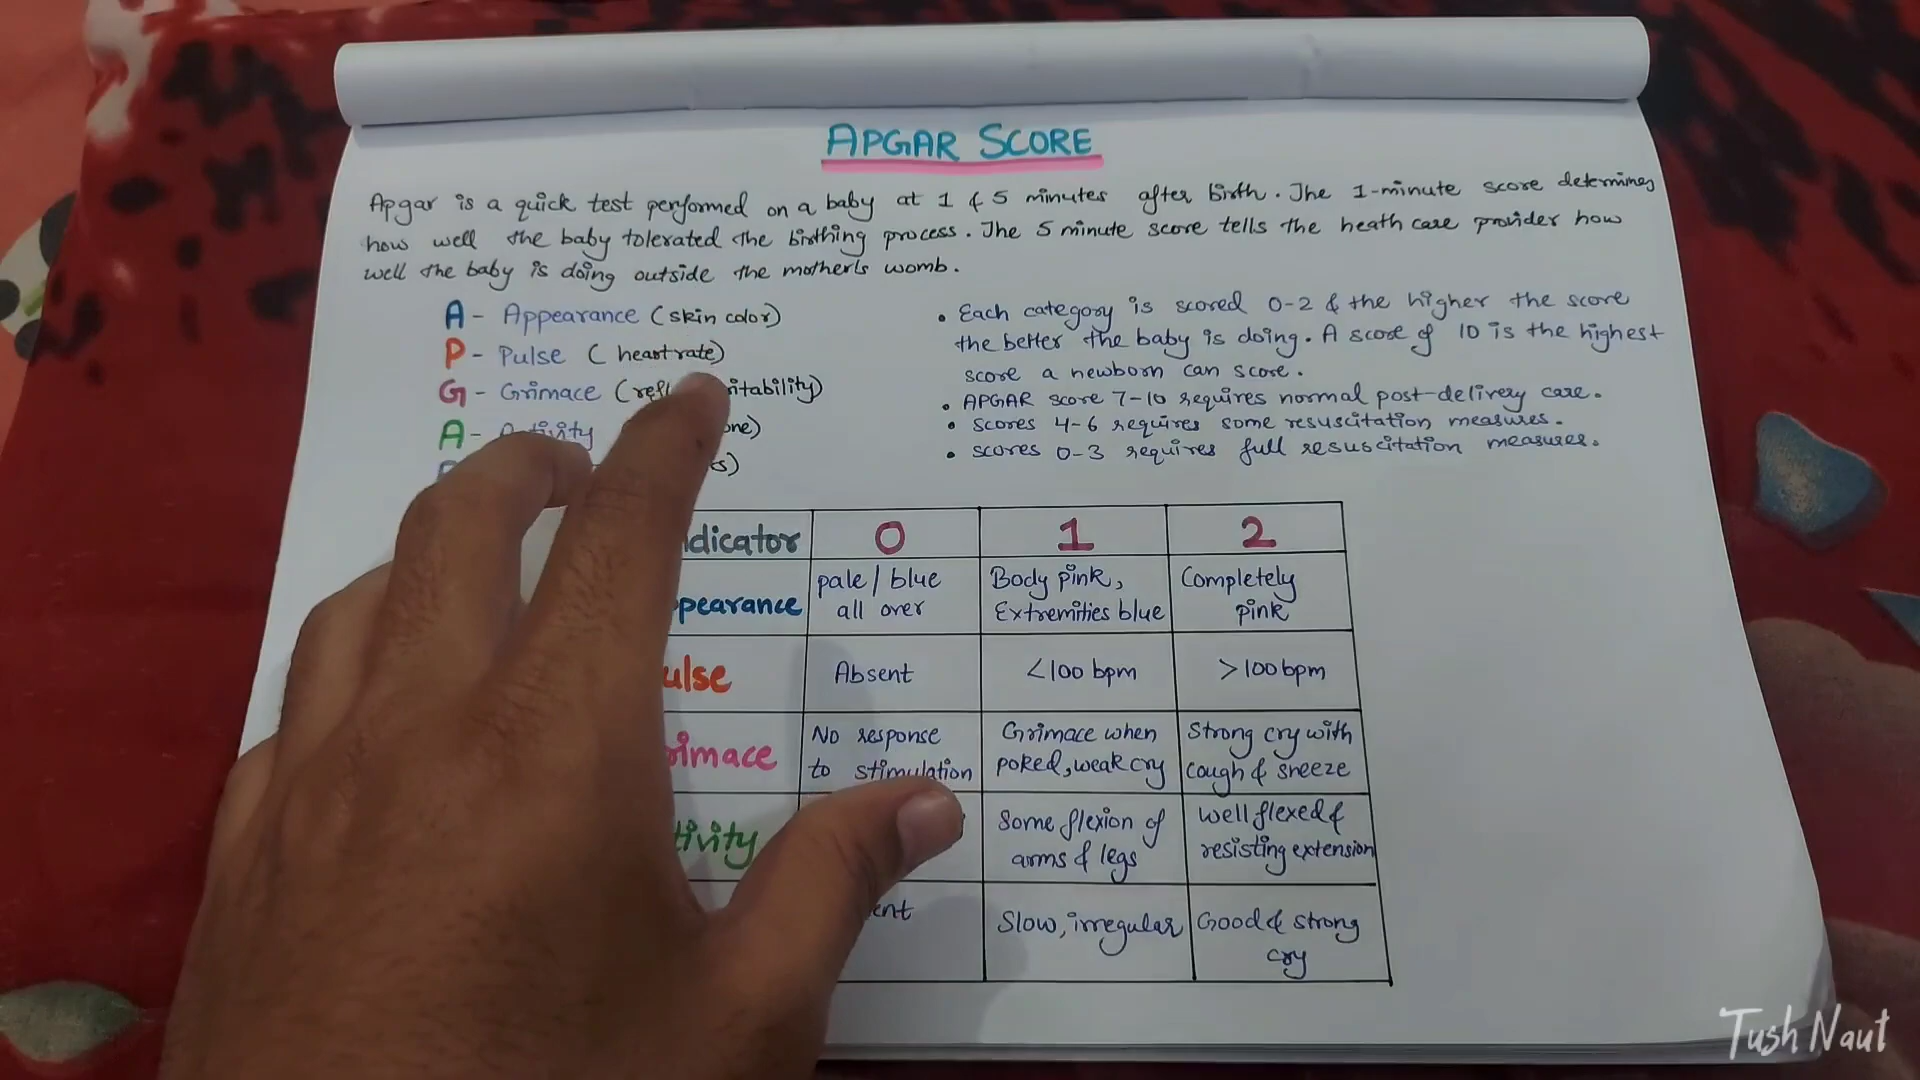 APGAR SCORE
Apgar is a quick test performed on a baby at 1 & 5 minutes after birth. The 1-minute score determines
how well the baby tolerated the birthing process. The 5 minute score tells the heath care provider how
well the baby is doing outside the mother's womb.
A - Appearance (skin color)
P - Pulse (heart rate)
G - Grimace
A - Activity
• Each category is scored 0-2 & the higher the score
the better the baby is doing. A score of 10 is the highest
score a newborn can score.
• APGAR score 7-10 requires normal post-delivery care.
• scores 4-6 requires some resuscitation measures.
• scores 0-3 requires full resuscitation measures.
0 1 2
pale/blue all over
Body pink, Extremities blue
Completely pink
Absent
<100 bpm
>100 bpm
No response to stimulation
Grimace when poked, weak cry
Strong cry with cough & sneeze
Some flexion of arms & legs
well flexed & resisting extension
Slow, irregular
Good & strong cry
Tush Naut